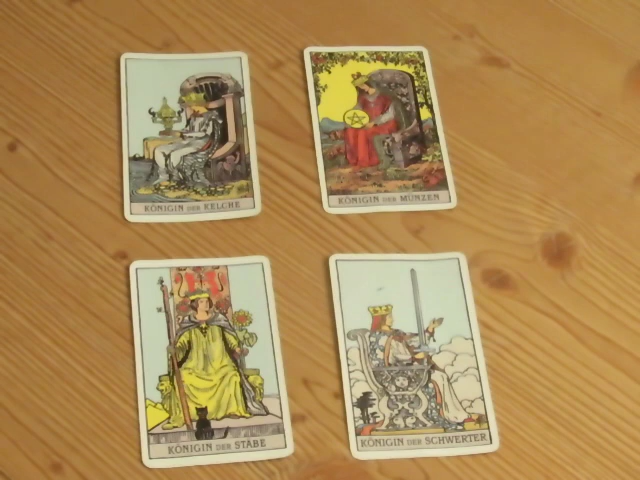 KÖNIGIN DER KELCHE
KÖNIGIN DER MÜNZEN
KÖNIGIN DER STÄBE
KÖNIGIN DER SCHWERTER